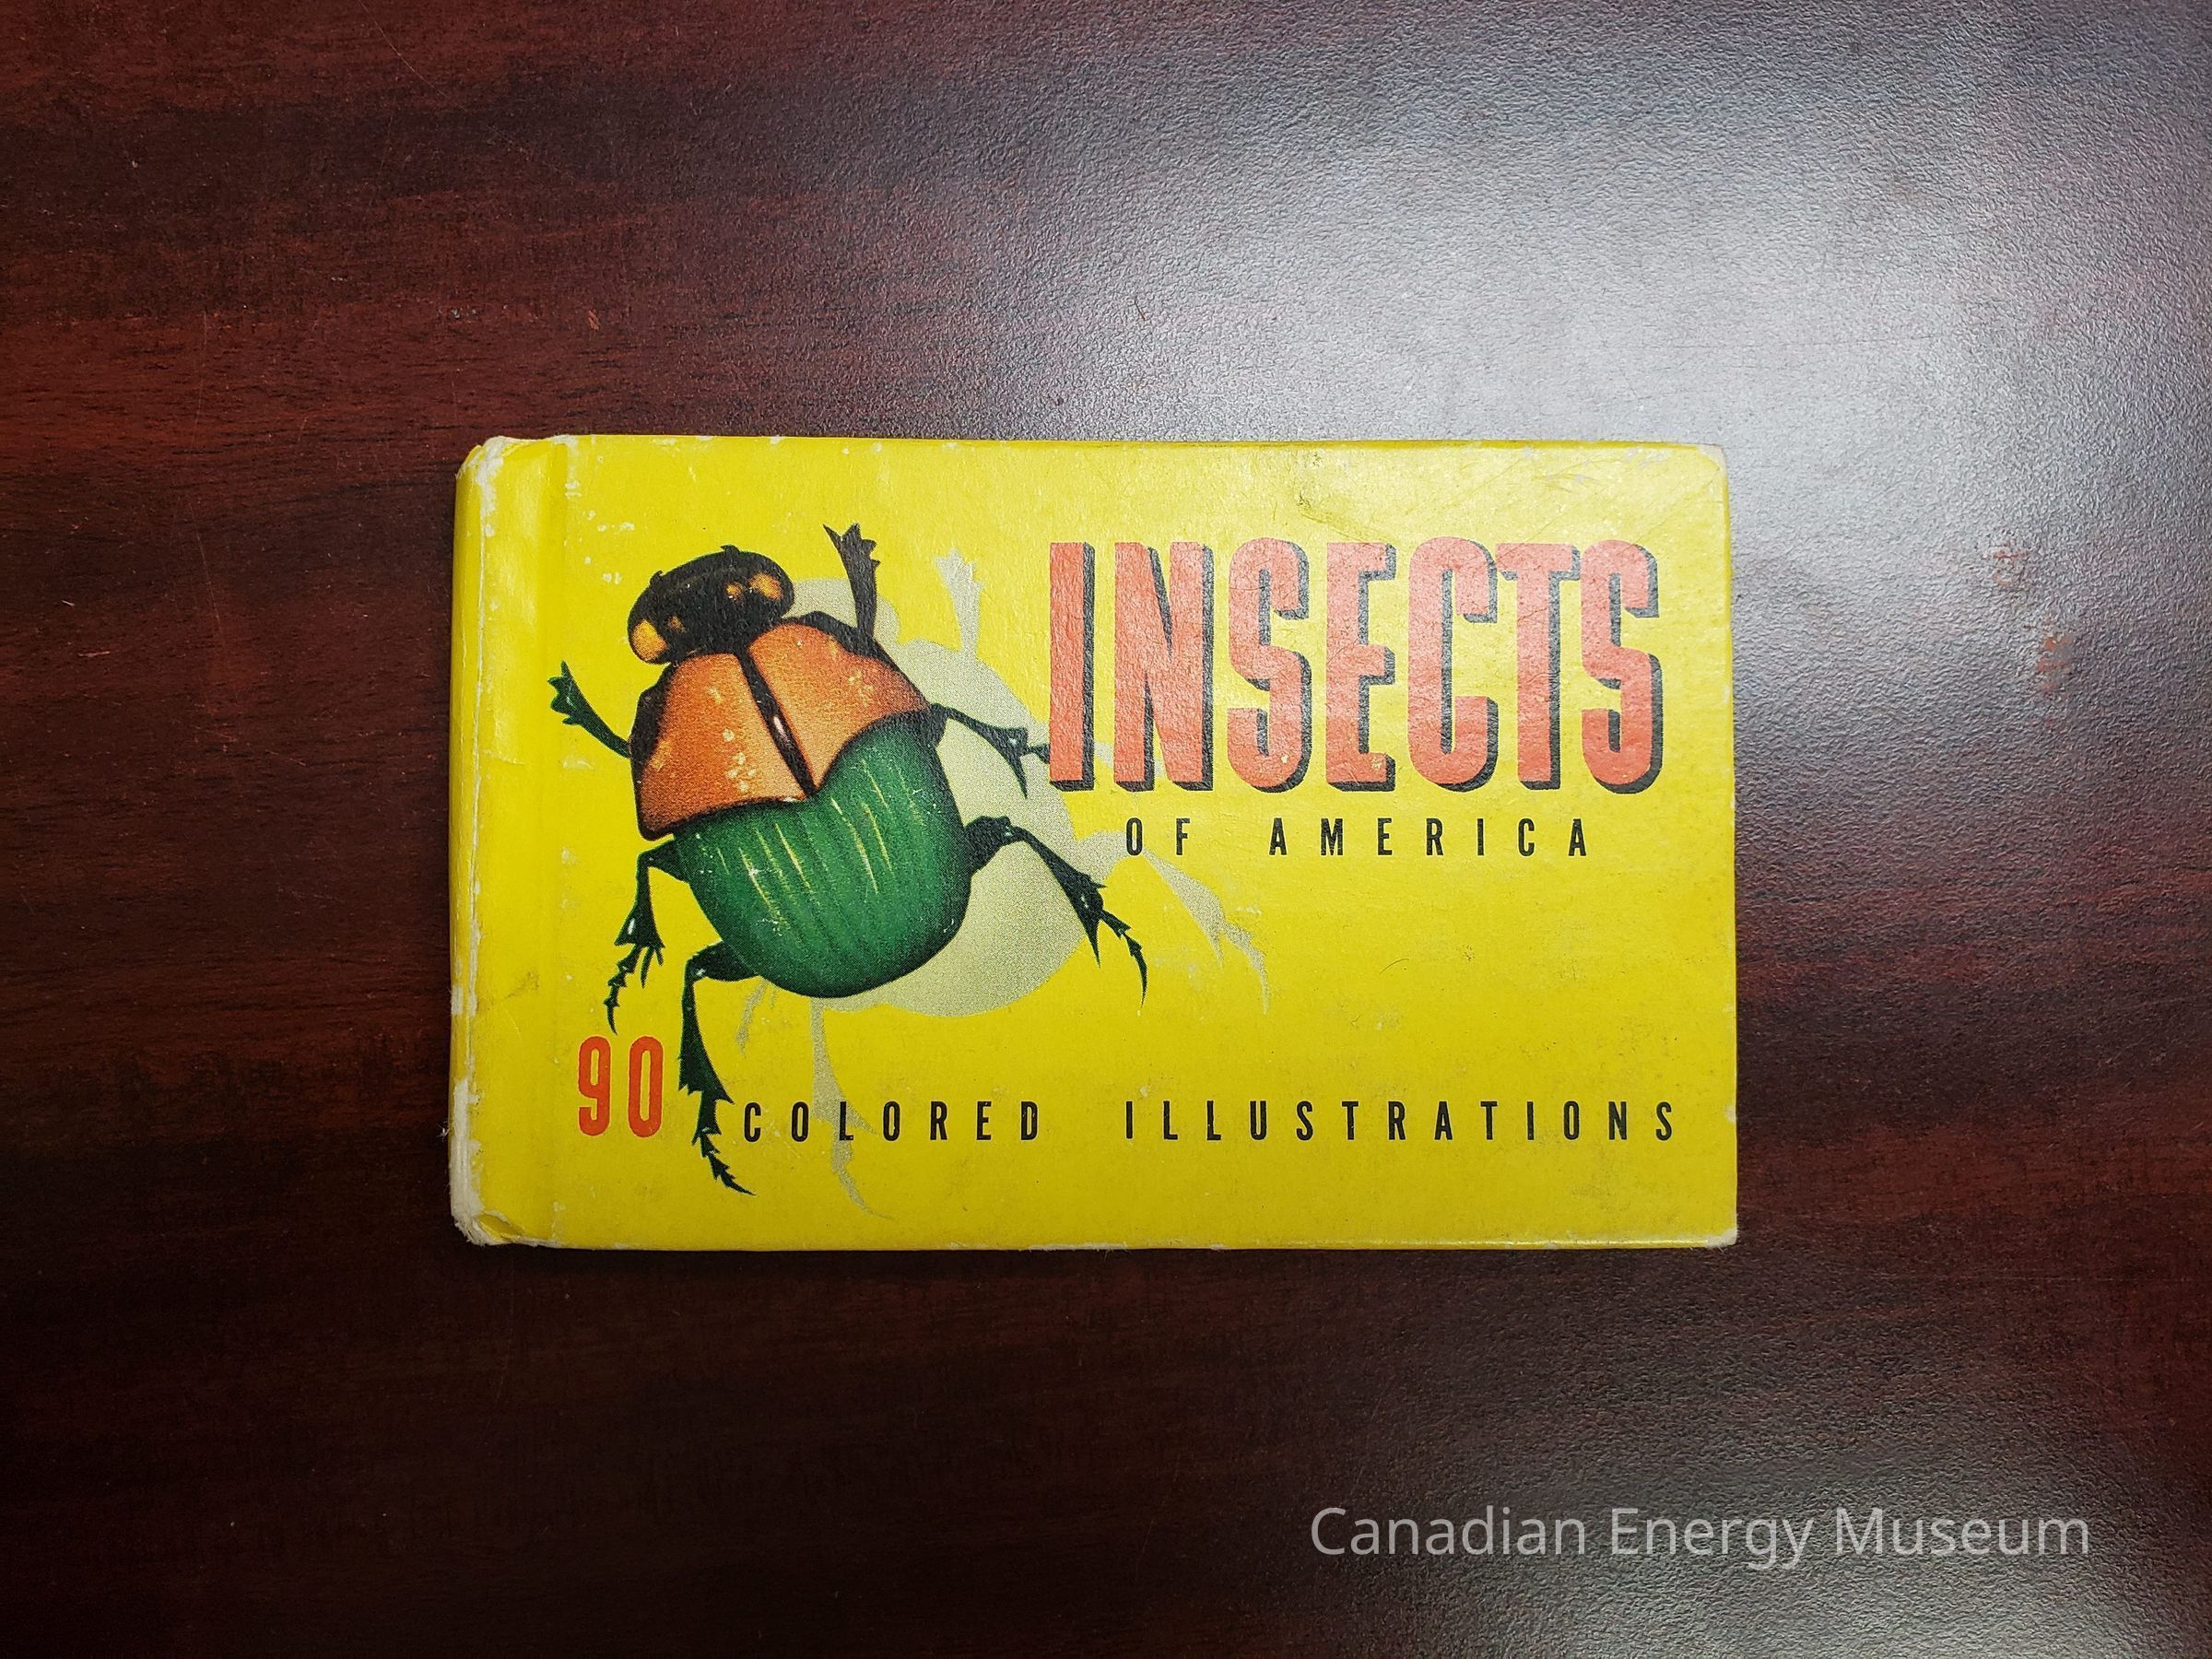 INSECTS
OF AMERICA
90 COLORED ILLUSTRATIONS
Canadian Energy Museum